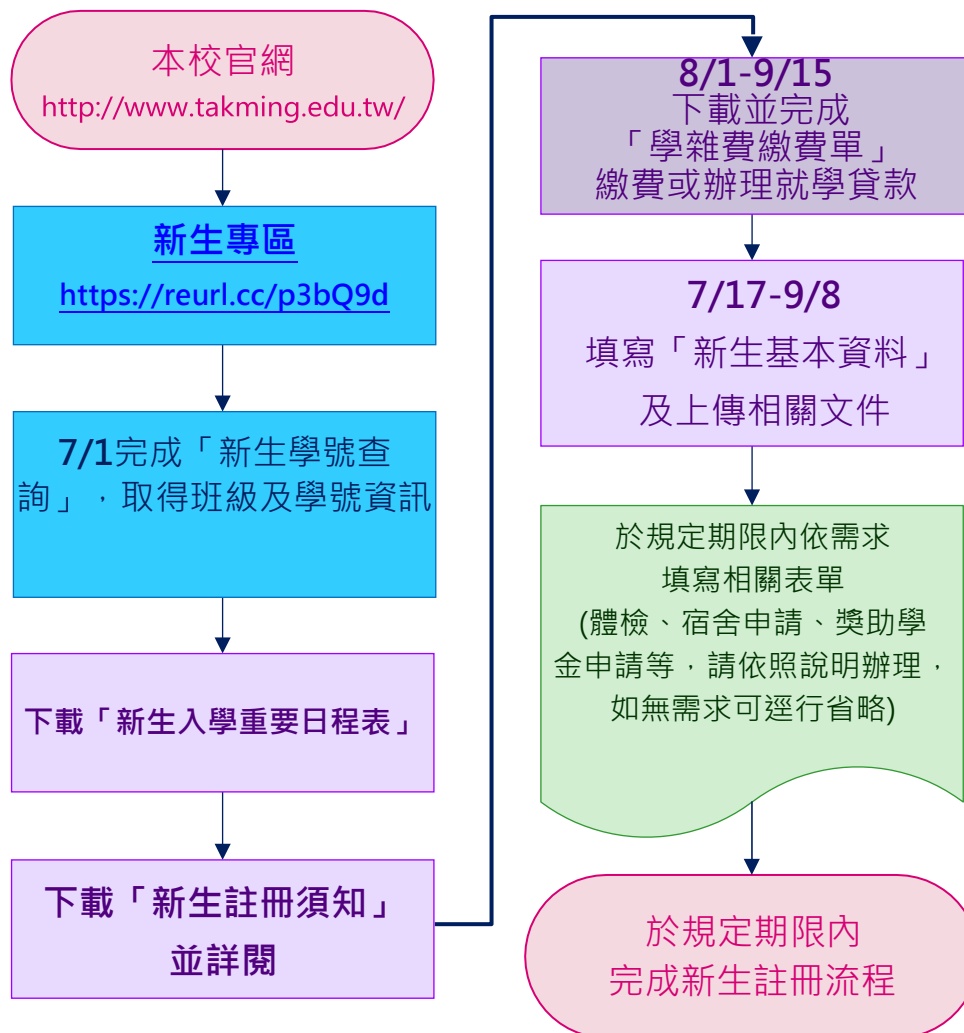 本校官網
http://www.takming.edu.tw/
新生專區
https://reurl.cc/p3bQ9d
7/1完成「新生學號查
詢」，取得班級及學號資訊
下載「新生入學重要日程表」
下載「新生註冊須知」
並詳閱
8/1-9/15
下載並完成
「學雜費繳費單」
繳費或辦理就學貸款
7/17-9/8
填寫「新生基本資料」
及上傳相關文件
於規定期限內依需求
填寫相關表單
(體檢、宿舍申請、獎助學
金申請等，請依照說明辦理，
如無需求可逕行省略)
於規定期限內
完成新生註冊流程